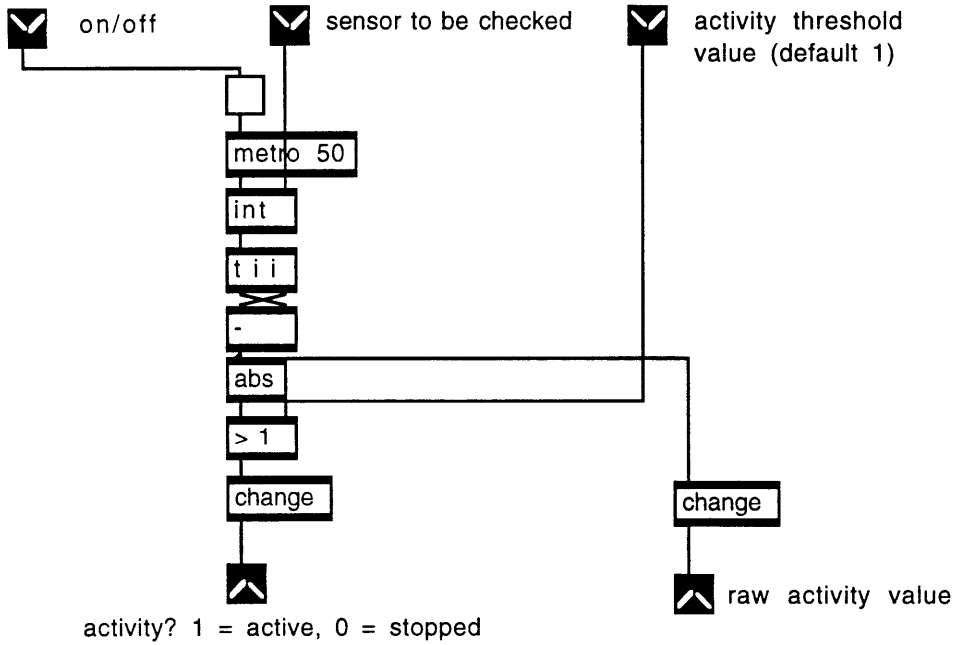 on/off
sensor to be checked
activity threshold
value (default 1)
metro 50
int
t i i
-
abs
> 1
change
change
raw activity value
activity? 1 = active, 0 = stopped